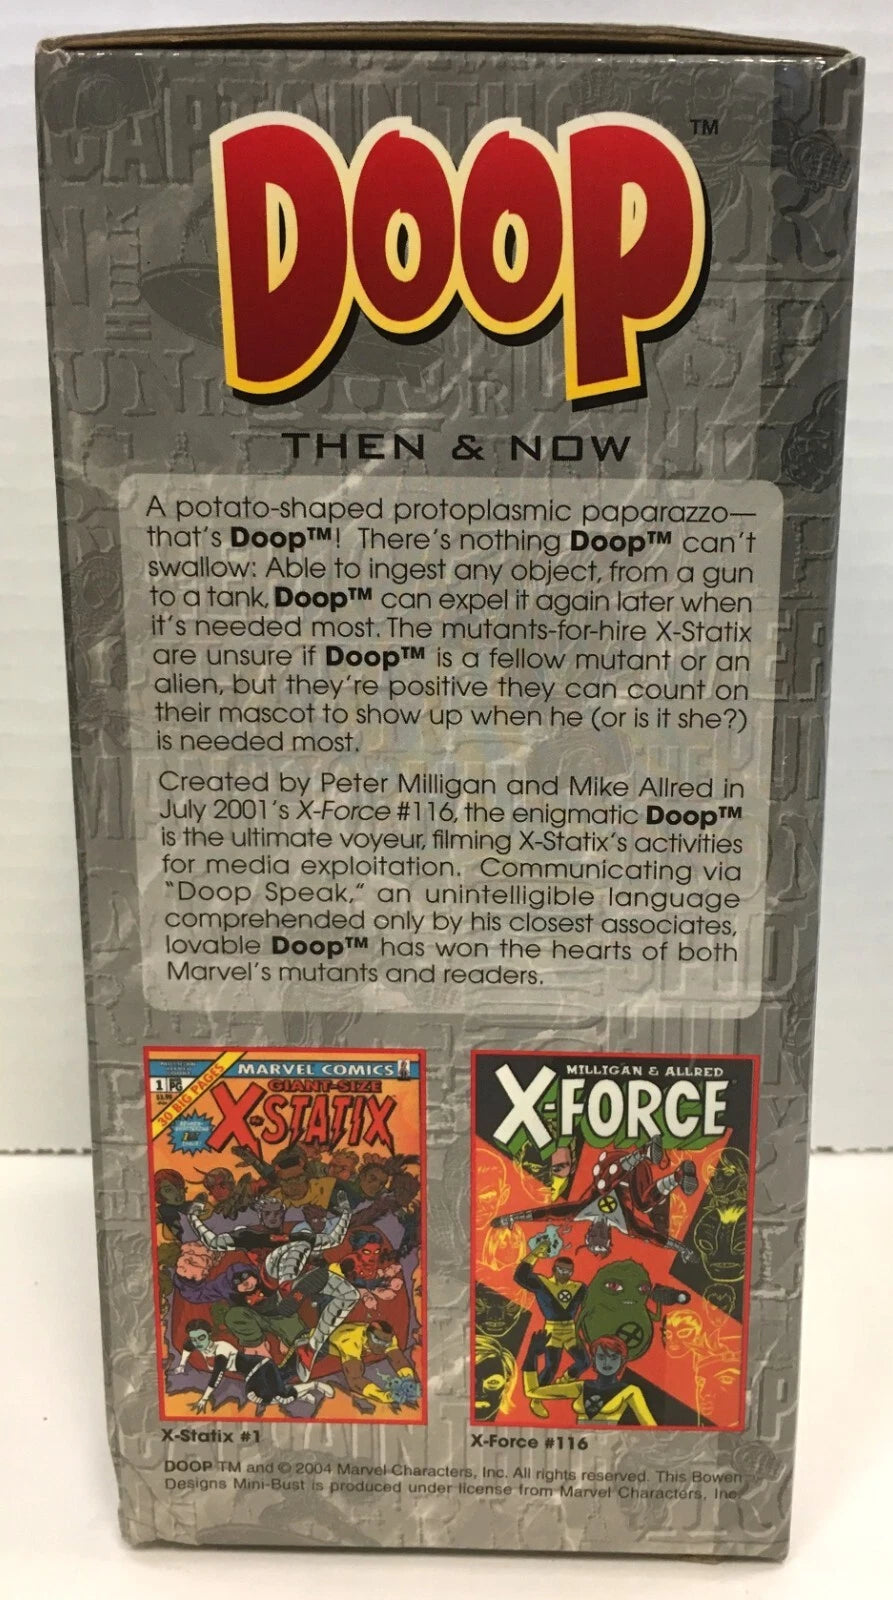 DOOP™
THEN & NOW
A potato-shaped protoplasmic paparazzo—
that's Doop™! There's nothing Doop™ can't
swallow: Able to ingest any object, from a gun
to a tank, Doop™ can expel it again later when
it's needed most. The mutants-for-hire X-Statix
are unsure if Doop™ is a fellow mutant or an
alien, but they're positive they can count on
their mascot to show up when he (or is it she?)
is needed most.
Created by Peter Milligan and Mike Allred in
July 2001's X-Force #116, the enigmatic Doop™
is the ultimate voyeur, filming X-Statix's activities
for media exploitation. Communicating via
"Doop Speak," an unintelligible language
comprehended only by his closest associates,
lovable Doop™ has won the hearts of both
Marvel's mutants and readers.
MARVEL COMICS
1 PG
30 BIG PAGES
GIANT-SIZE
X-STATIX
MILLIGAN & ALLRED
X-FORCE
X-Statix #1
X-Force #116
DOOP TM and © 2004 Marvel Characters, Inc. All rights reserved. This Bowen
Designs Mini-Bust is produced under license from Marvel Characters, Inc.